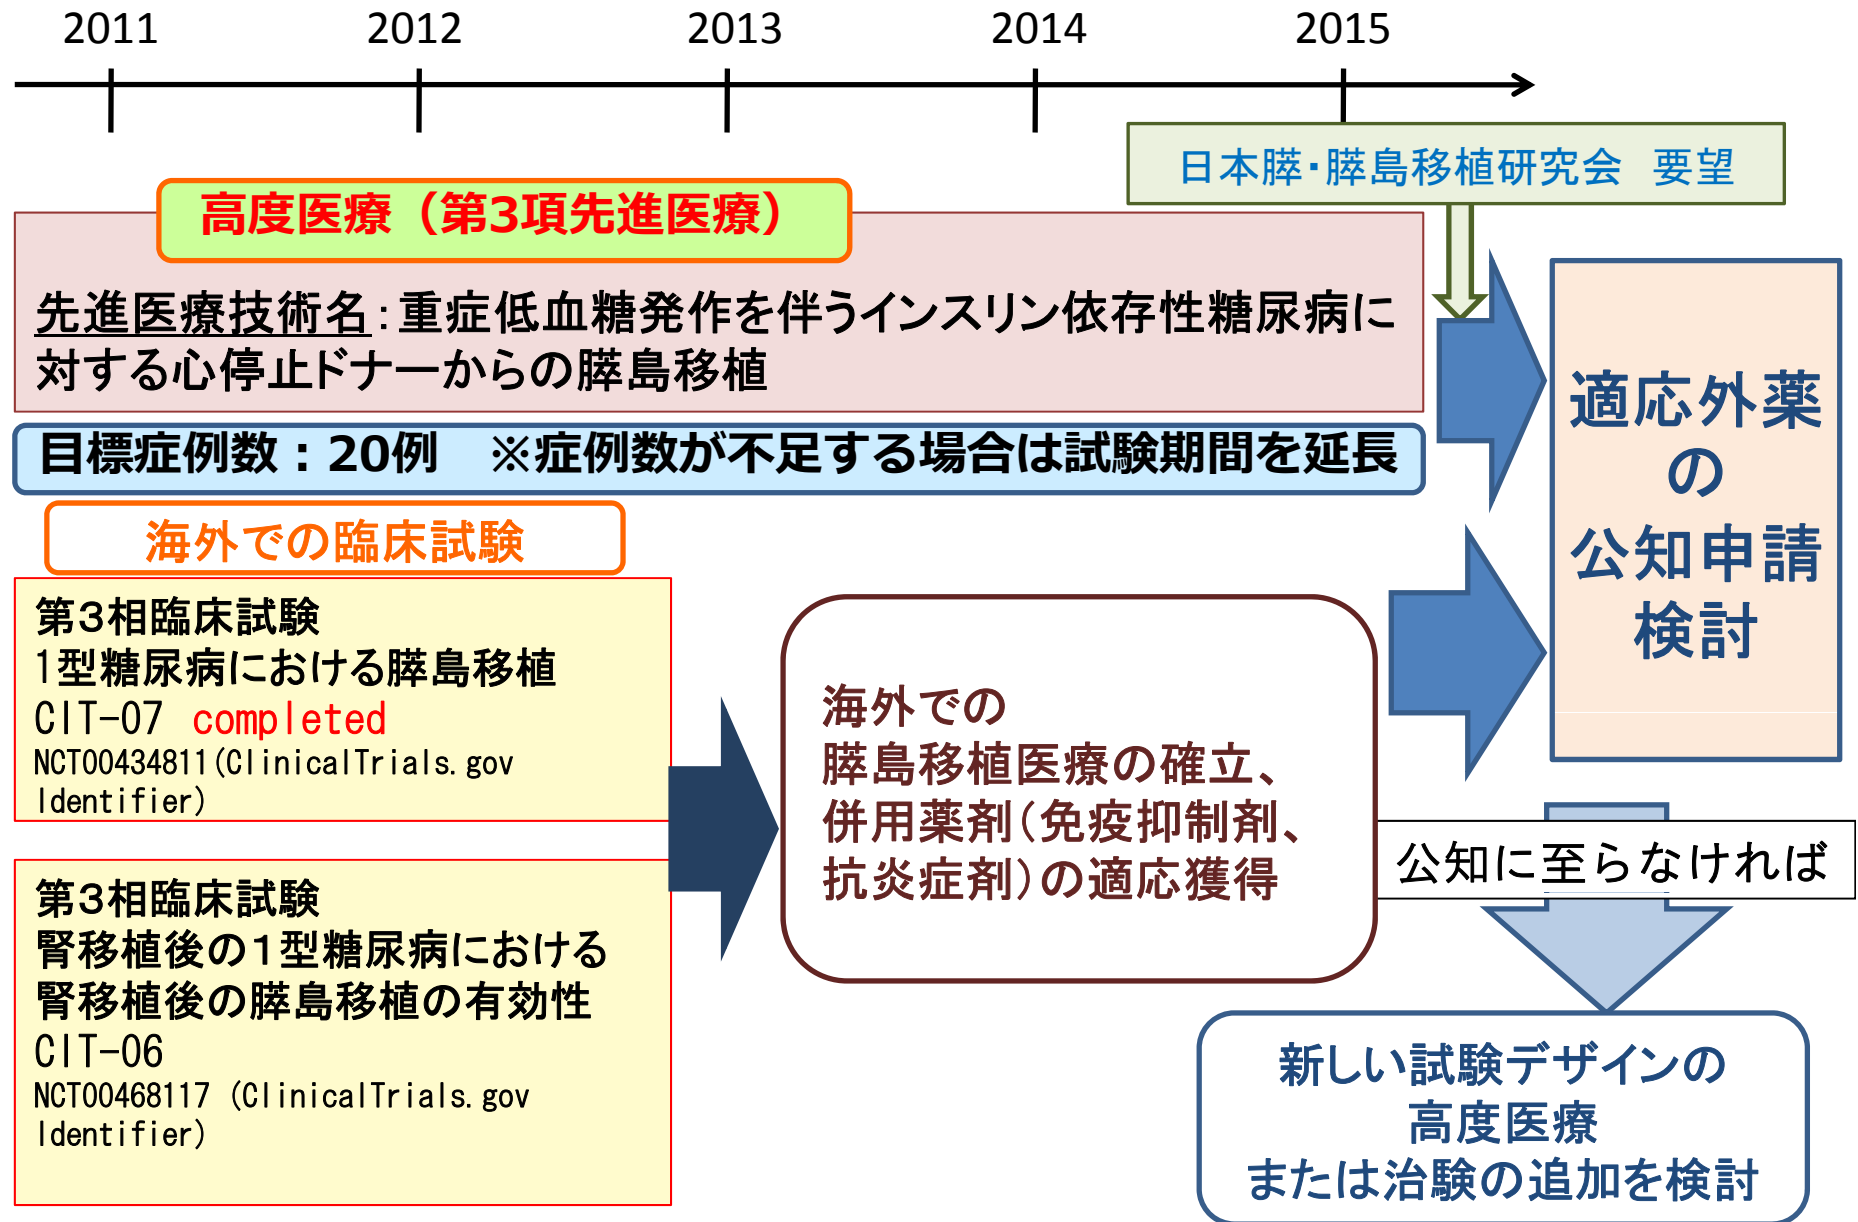 2011 2012 2013 2014 2015
日本膵・膵島移植研究会　要望
高度医療（第3項先進医療）
先進医療技術名：重症低血糖発作を伴うインスリン依存性糖尿病に
対する心停止ドナーからの膵島移植
目標症例数：20例　※症例数が不足する場合は試験期間を延長
適応外薬
の
公知申請
検討
海外での臨床試験
第３相臨床試験
1型糖尿病における膵島移植
CIT-07 completed
NCT00434811(ClinicalTrials.gov
Identifier)
第３相臨床試験
腎移植後の１型糖尿病における
腎移植後の膵島移植の有効性
CIT-06
NCT00468117 (ClinicalTrials.gov
Identifier)
海外での
膵島移植医療の確立、
併用薬剤（免疫抑制剤、
抗炎症剤）の適応獲得
公知に至らなければ
新しい試験デザインの
高度医療
または治験の追加を検討